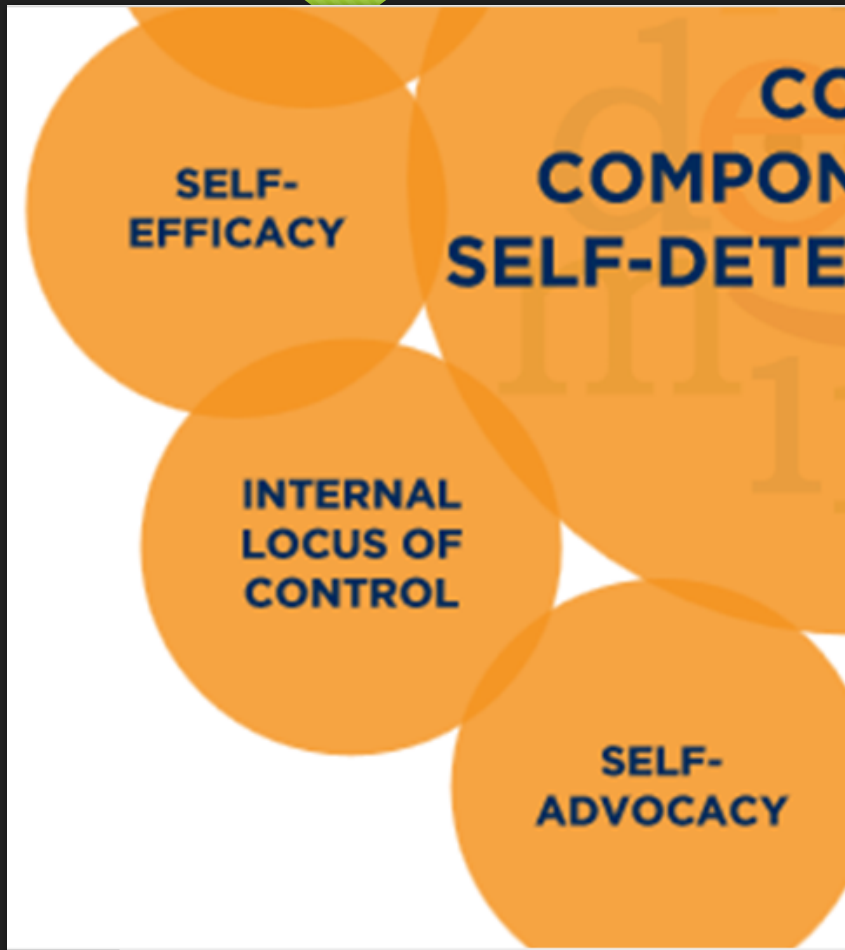 CO
COMPON
SELF-DETE
SELF-
EFFICACY
INTERNAL
LOCUS OF
CONTROL
SELF-
ADVOCACY